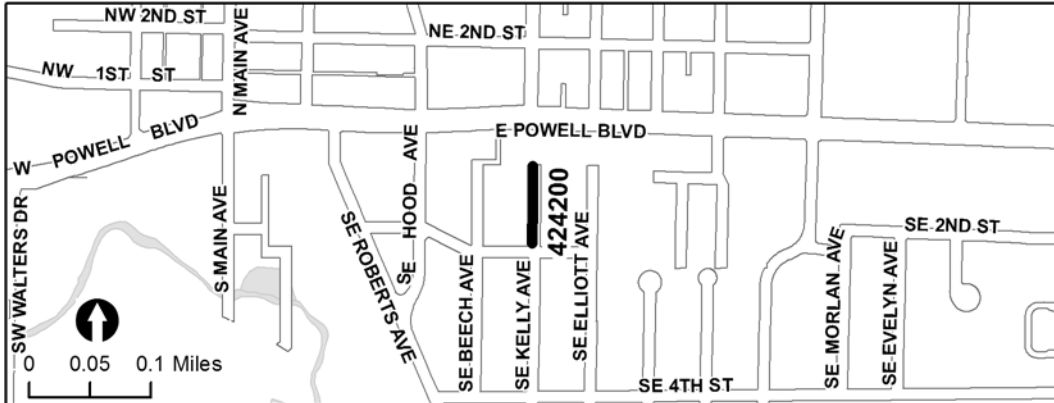 NW 2ND ST
N MAIN AVE
NE 2ND ST
NW 1ST ST
W POWELL BLVD
E POWELL BLVD
SW WALTERS DR
S MAIN AVE
SE ROBERTS AVE
SE HOOD AVE
SE BEECH AVE
SE KELLY AVE
424200
SE ELLIOTT AVE
SE MORLAN AVE
SE EVELYN AVE
SE 2ND ST
SE 4TH ST
0 0.05 0.1 Miles